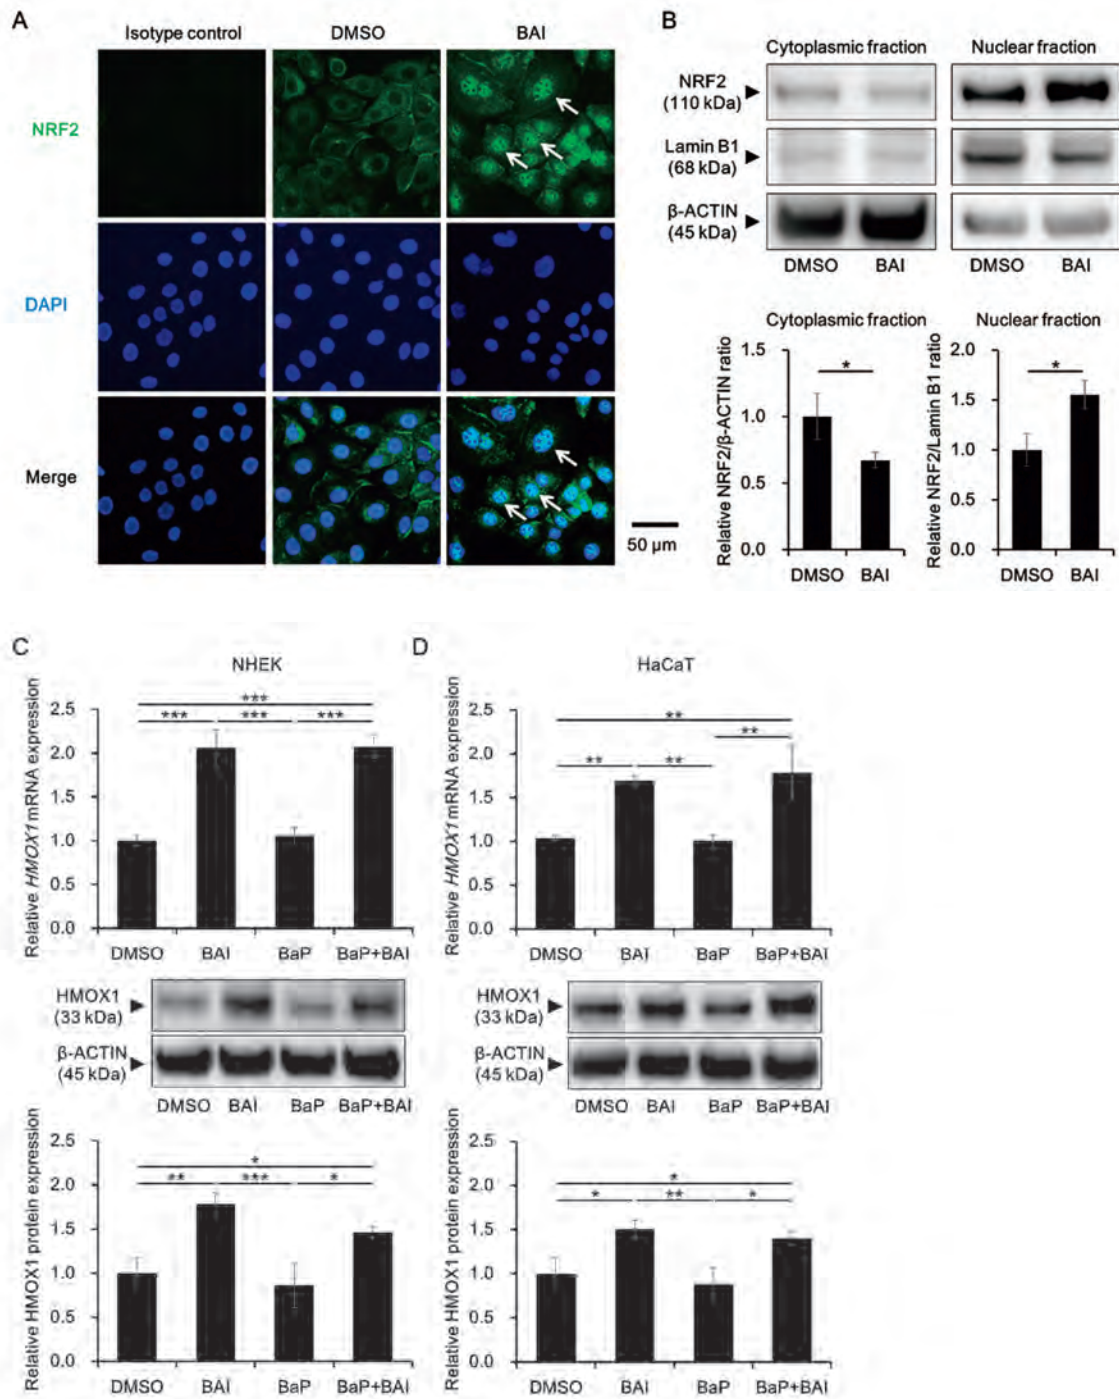 A
Isotype control
DMSO
BAI
NRF2
DAPI
Merge
50 µm
B
Cytoplasmic fraction
Nuclear fraction
NRF2
(110 kDa)
Lamin B1
(68 kDa)
β-ACTIN
(45 kDa)
DMSO
BAI
DMSO
BAI
Cytoplasmic fraction
Relative NRF2/β-ACTIN ratio
1.5
1.0
0.5
0.0
*
DMSO
BAI
Nuclear fraction
Relative NRF2/Lamin B1 ratio
2.0
1.5
1.0
0.5
0.0
*
DMSO
BAI
C
NHEK
Relative HMOX1 mRNA expression
2.5
2.0
1.5
1.0
0.5
0.0
***
*** *** ***
DMSO BAI BaP BaP+BAI
HMOX1
(33 kDa)
β-ACTIN
(45 kDa)
DMSO BAI BaP BaP+BAI
Relative HMOX1 protein expression
2.5
2.0
1.5
1.0
0.5
0.0
*
** *** *
DMSO BAI BaP BaP+BAI
D
HaCaT
Relative HMOX1 mRNA expression
2.5
2.0
1.5
1.0
0.5
0.0
**
**
** **
DMSO BAI BaP BaP+BAI
HMOX1
(33 kDa)
β-ACTIN
(45 kDa)
DMSO BAI BaP BaP+BAI
Relative HMOX1 protein expression
2.5
2.0
1.5
1.0
0.5
0.0
*
* ** *
DMSO BAI BaP BaP+BAI